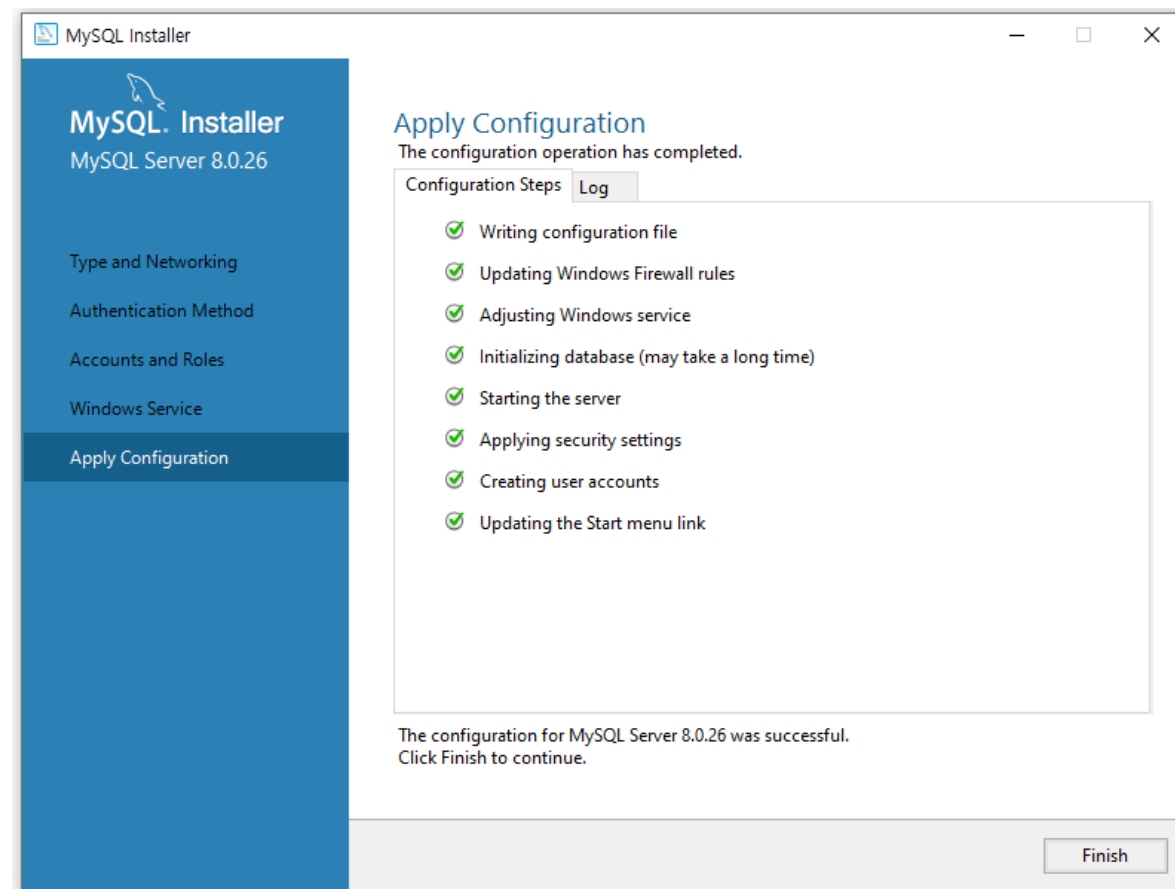 MySQL Installer
MySQL. Installer
MySQL Server 8.0.26
Type and Networking
Authentication Method
Accounts and Roles
Windows Service
Apply Configuration
Apply Configuration
The configuration operation has completed.
Configuration Steps
Log
Writing configuration file
Updating Windows Firewall rules
Adjusting Windows service
Initializing database (may take a long time)
Starting the server
Applying security settings
Creating user accounts
Updating the Start menu link
The configuration for MySQL Server 8.0.26 was successful.
Click Finish to continue.
Finish